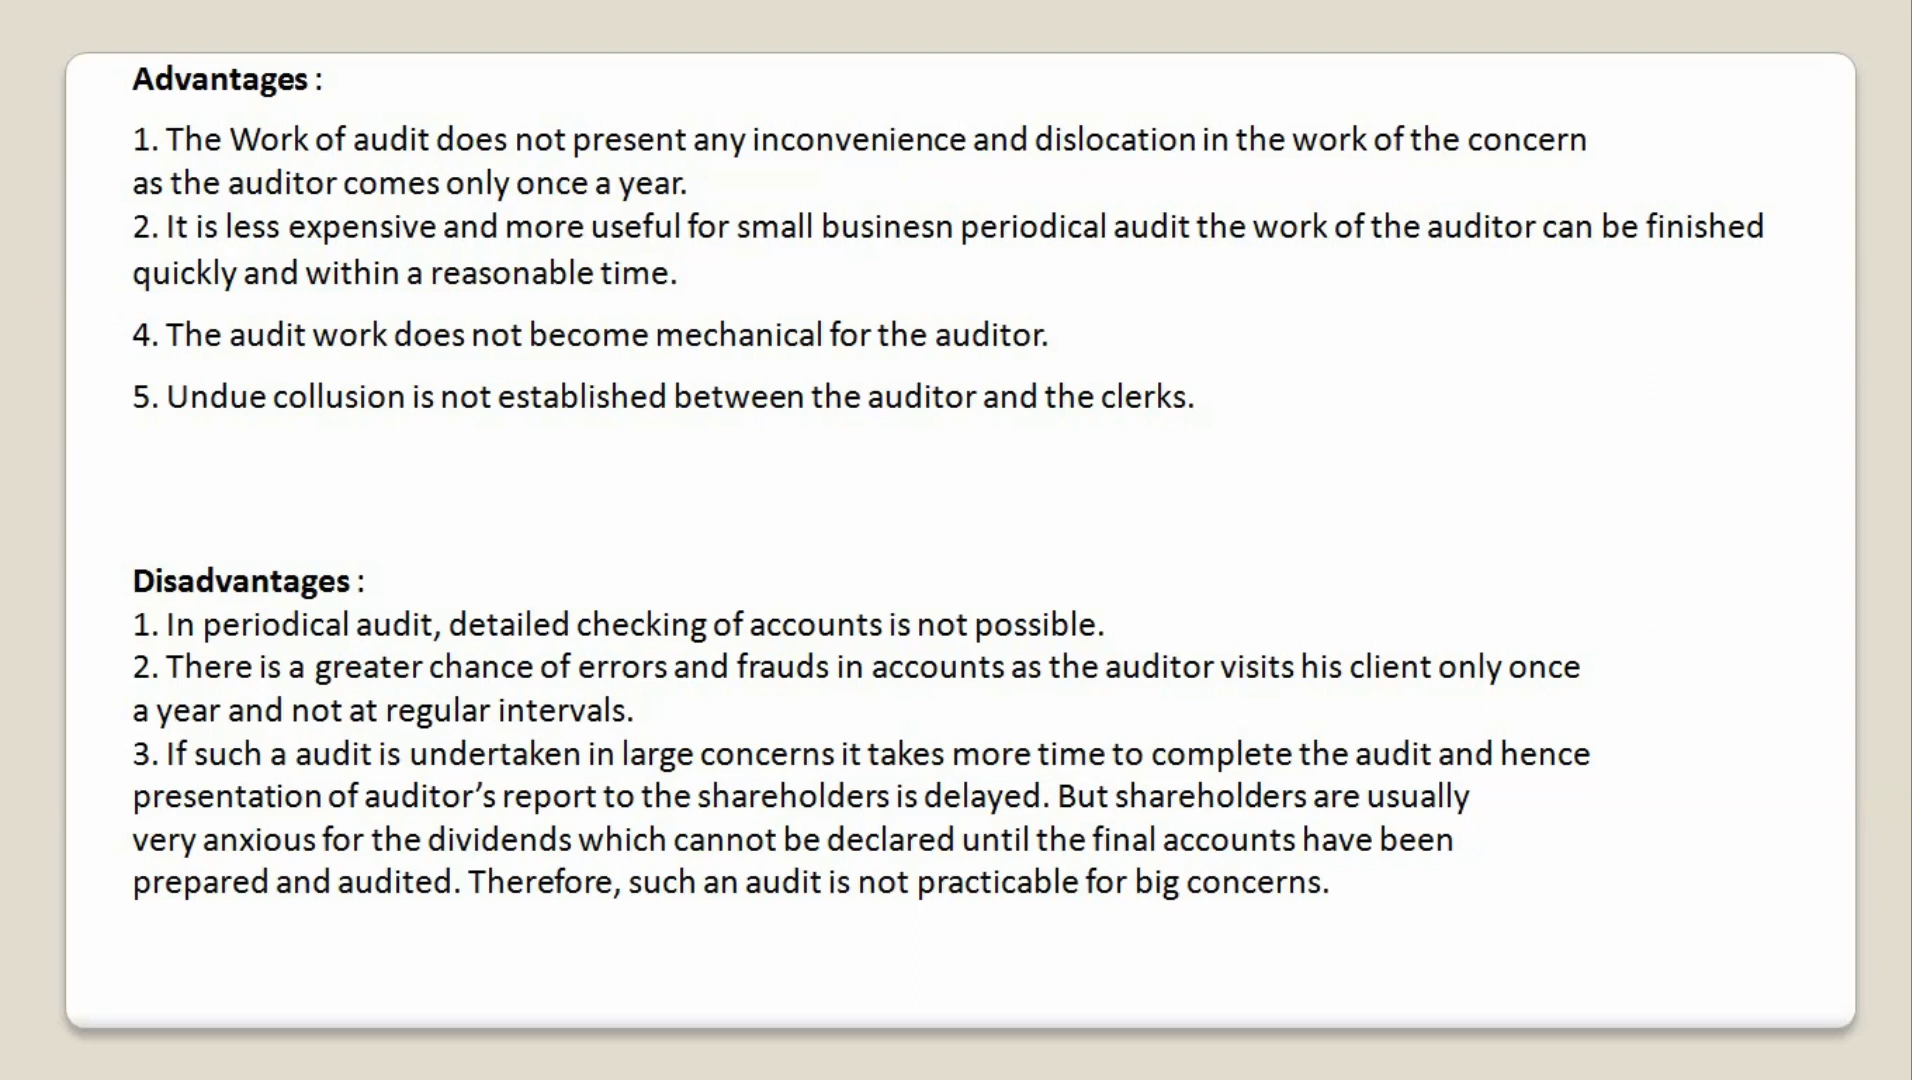 Advantages :
1. The Work of audit does not present any inconvenience and dislocation in the work of the concern
as the auditor comes only once a year.
2. It is less expensive and more useful for small businesn periodical audit the work of the auditor can be finished
quickly and within a reasonable time.
4. The audit work does not become mechanical for the auditor.
5. Undue collusion is not established between the auditor and the clerks.
Disadvantages :
1. In periodical audit, detailed checking of accounts is not possible.
2. There is a greater chance of errors and frauds in accounts as the auditor visits his client only once
a year and not at regular intervals.
3. If such a audit is undertaken in large concerns it takes more time to complete the audit and hence
presentation of auditor’s report to the shareholders is delayed. But shareholders are usually
very anxious for the dividends which cannot be declared until the final accounts have been
prepared and audited. Therefore, such an audit is not practicable for big concerns.